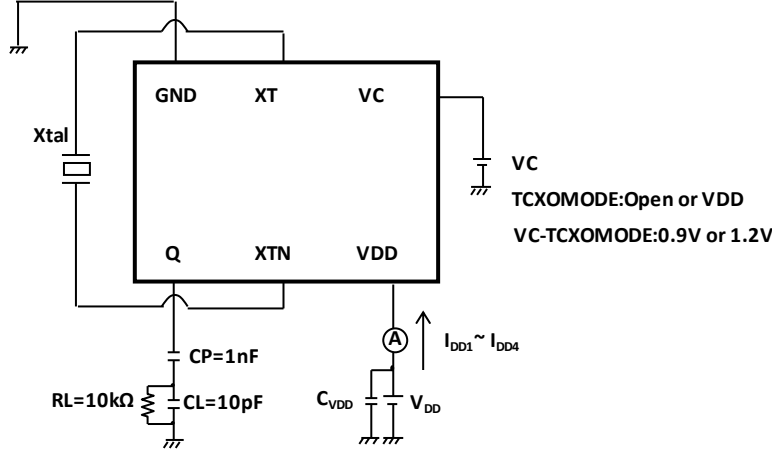 GND XT VC
Xtal
VC
TCXOMODE:Open or VDD
VC-TCXOMODE:0.9V or 1.2V
Q XTN VDD
A
IDD1~ IDD4
CP=1nF
RL=10kΩ CL=10pF
CVDD VDD